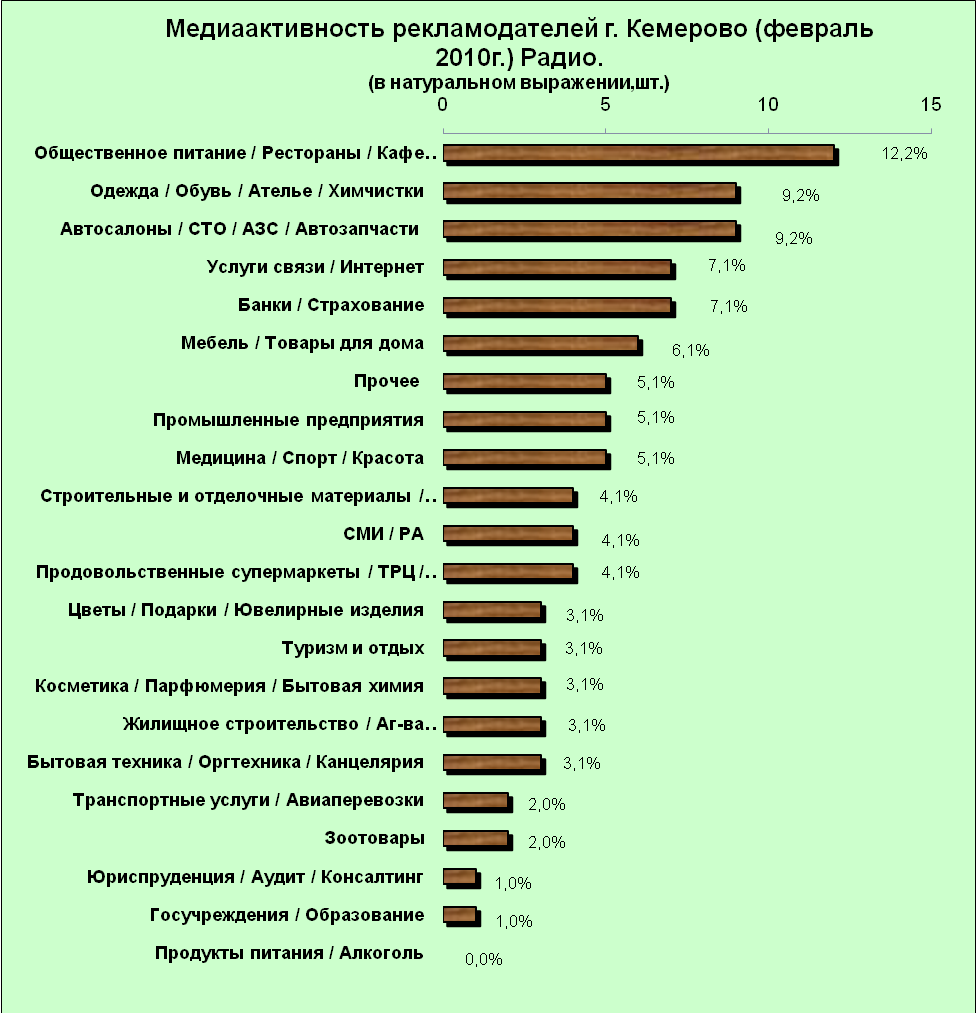 Медиаактивность рекламодателей г. Кемерово (февраль
2010г.) Радио.
(в натуральном выражении,шт.)
0 5 10 15
Общественное питание / Рестораны / Кафе.. 12,2%
Одежда / Обувь / Ателье / Химчистки 9,2%
Автосалоны / СТО / АЗС / Автозапчасти 9,2%
Услуги связи / Интернет 7,1%
Банки / Страхование 7,1%
Мебель / Товары для дома 6,1%
Прочее 5,1%
Промышленные предприятия 5,1%
Медицина / Спорт / Красота 5,1%
Строительные и отделочные материалы /.. 4,1%
СМИ / РА 4,1%
Продовольственные супермаркеты / ТРЦ /.. 4,1%
Цветы / Подарки / Ювелирные изделия 3,1%
Туризм и отдых 3,1%
Косметика / Парфюмерия / Бытовая химия 3,1%
Жилищное строительство / Аг-ва.. 3,1%
Бытовая техника / Оргтехника / Канцелярия 3,1%
Транспортные услуги / Авиаперевозки 2,0%
Зоотовары 2,0%
Юриспруденция / Аудит / Консалтинг 1,0%
Госучреждения / Образование 1,0%
Продукты питания / Алкоголь 0,0%